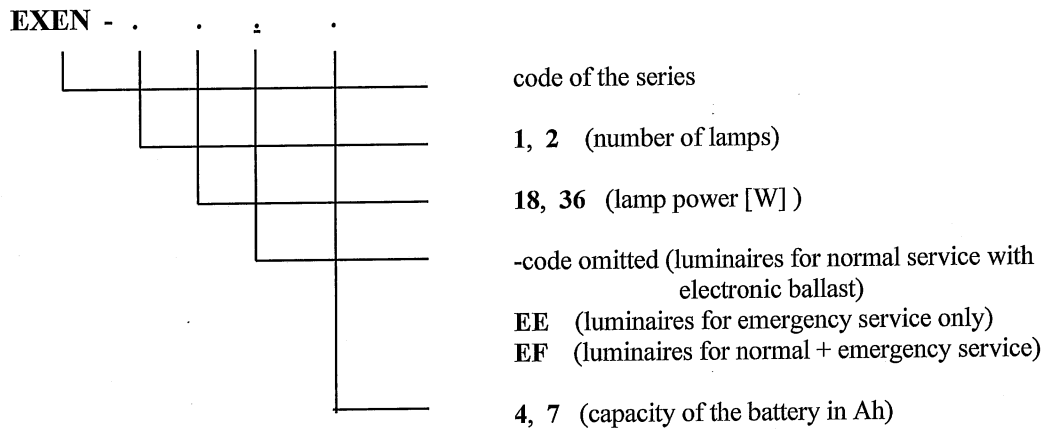 EXEN - . . . .
code of the series
1, 2 (number of lamps)
18, 36 (lamp power [W] )
-code omitted (luminaires for normal service with
electronic ballast)
EE (luminaires for emergency service only)
EF (luminaires for normal + emergency service)
4, 7 (capacity of the battery in Ah)